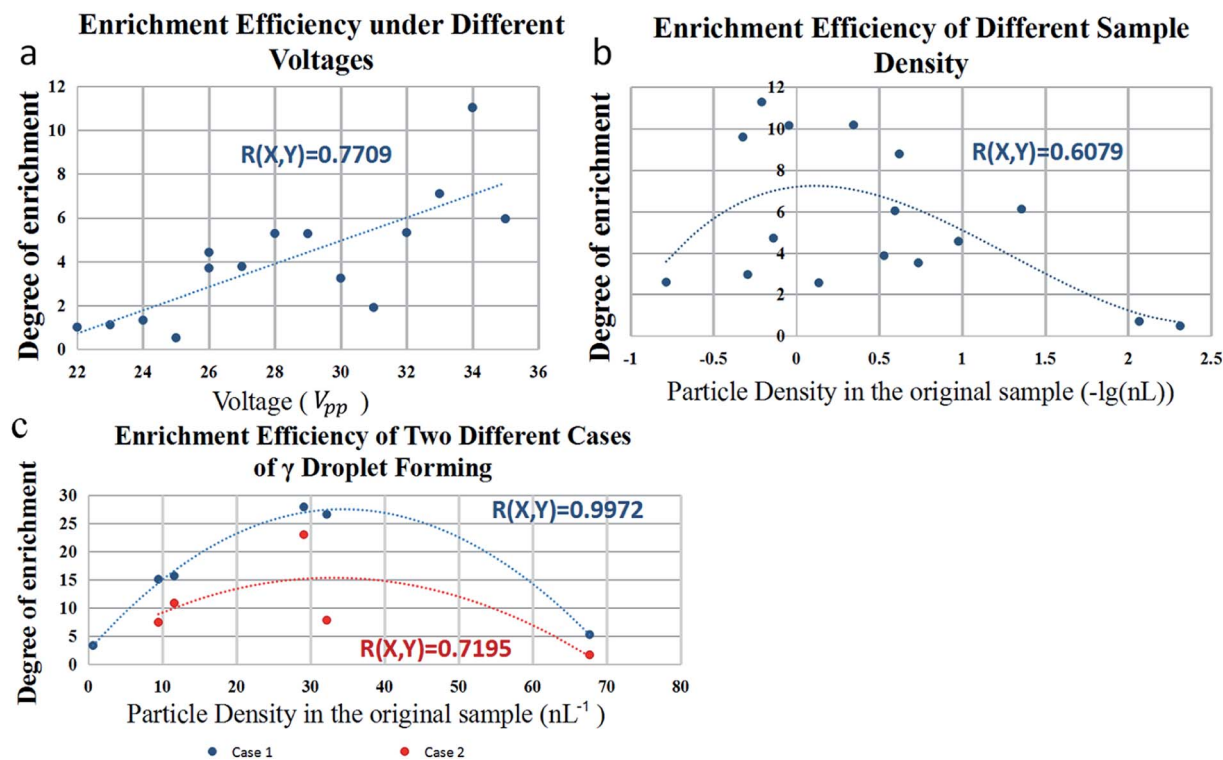 a
Enrichment Efficiency under Different
Voltages
Degree of enrichment
12
10
8
6
4
2
0
R(X,Y)=0.7709
22 24 26 28 30 32 34 36
Voltage ( Vpp )
b
Enrichment Efficiency of Different Sample
Density
Degree of enrichment
12
10
8
6
4
2
0
R(X,Y)=0.6079
-1 -0.5 0 0.5 1 1.5 2 2.5
Particle Density in the original sample (-lg(nL))
c
Enrichment Efficiency of Two Different Cases
of γ Droplet Forming
Degree of enrichment
30
25
20
15
10
5
0
R(X,Y)=0.9972
R(X,Y)=0.7195
0 10 20 30 40 50 60 70 80
Particle Density in the original sample (nL⁻¹ )
Case 1 Case 2